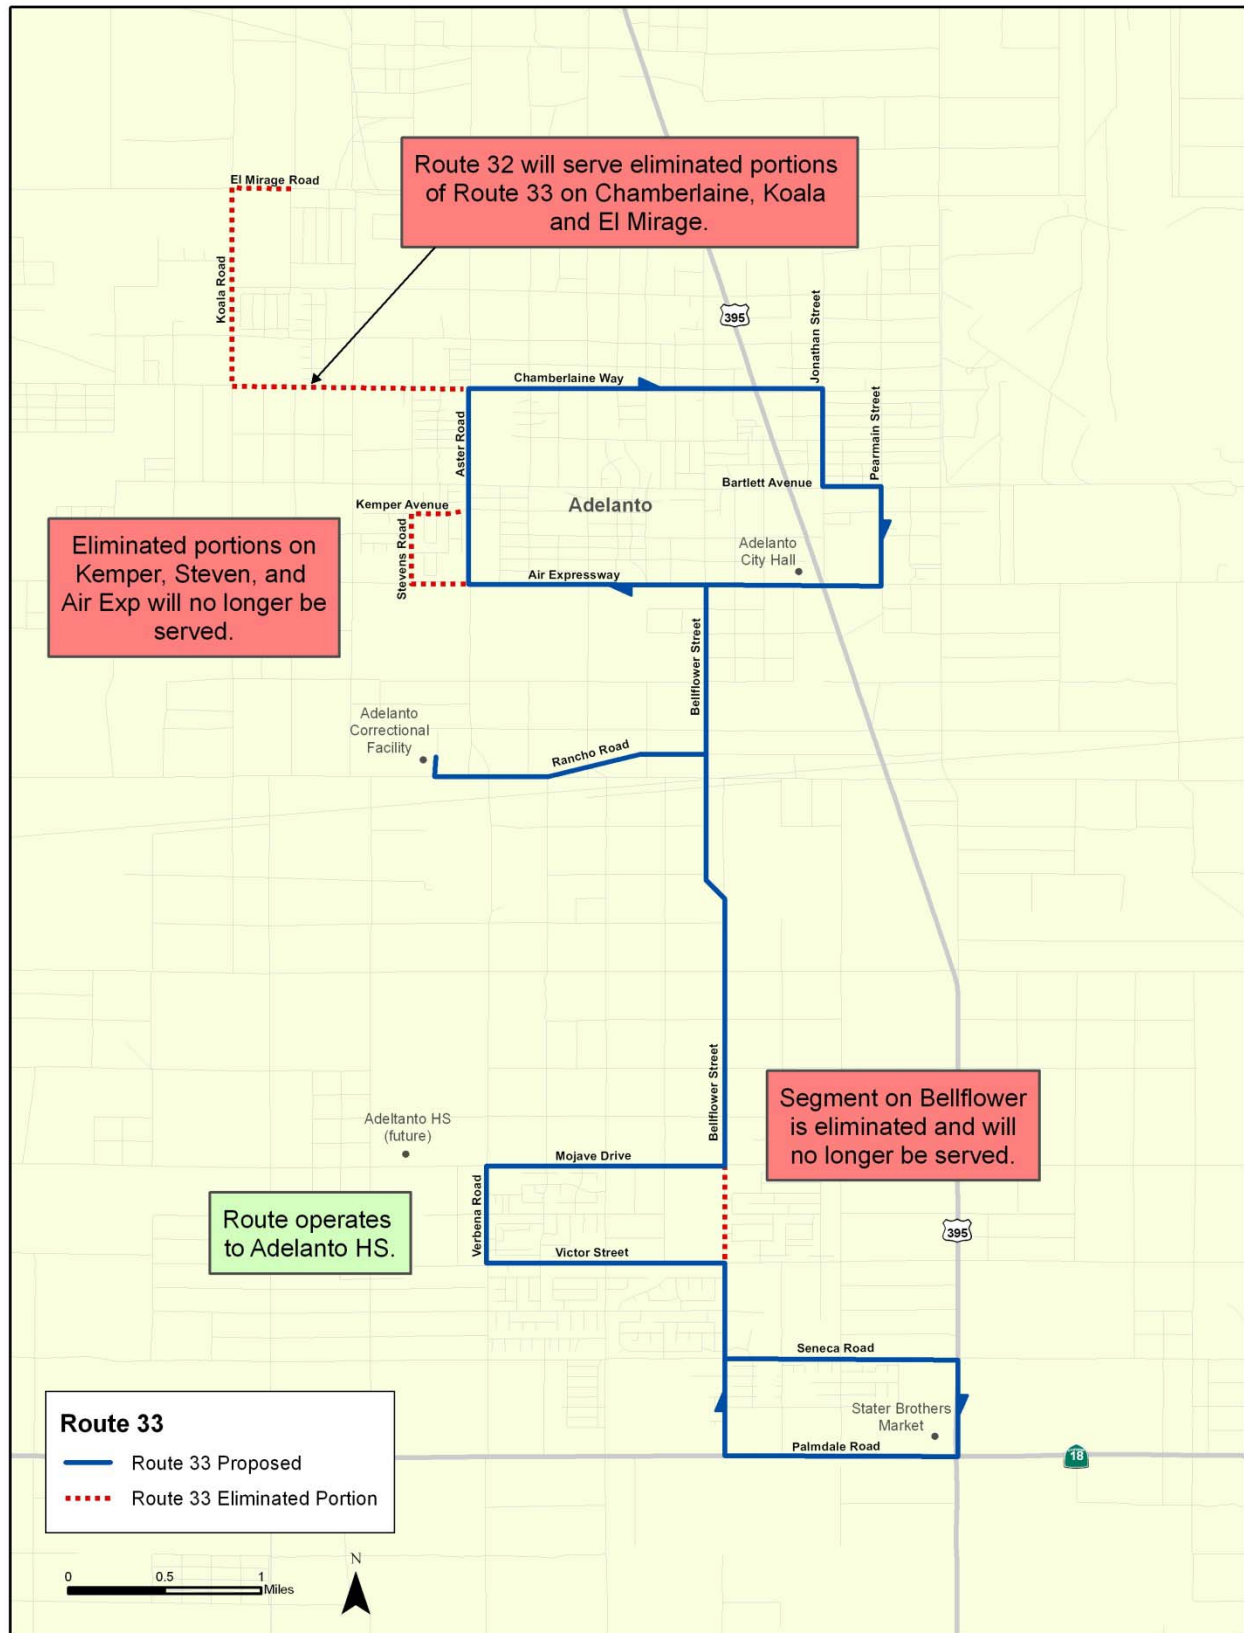 Route 32 will serve eliminated portions
of Route 33 on Chamberlaine, Koala
and El Mirage.
El Mirage Road
Koala Road
395
Jonathan Street
Chamberlaine Way
Pearmain Street
Aster Road
Bartlett Avenue
Kemper Avenue
Adelanto
Eliminated portions on
Kemper, Steven, and
Air Exp will no longer be
served.
Stevens Road
Adelanto
City Hall
Air Expressway
Bellflower Street
Adelanto
Correctional
Facility
Rancho Road
Bellflower Street
Segment on Bellflower
is eliminated and will
no longer be served.
Adeltanto HS
(future)
Mojave Drive
Verbena Road
Route operates
to Adelanto HS.
395
Victor Street
Seneca Road
Stater Brothers
Market
Palmdale Road
18
Route 33
Route 33 Proposed
Route 33 Eliminated Portion
N
0 0.5 1
Miles